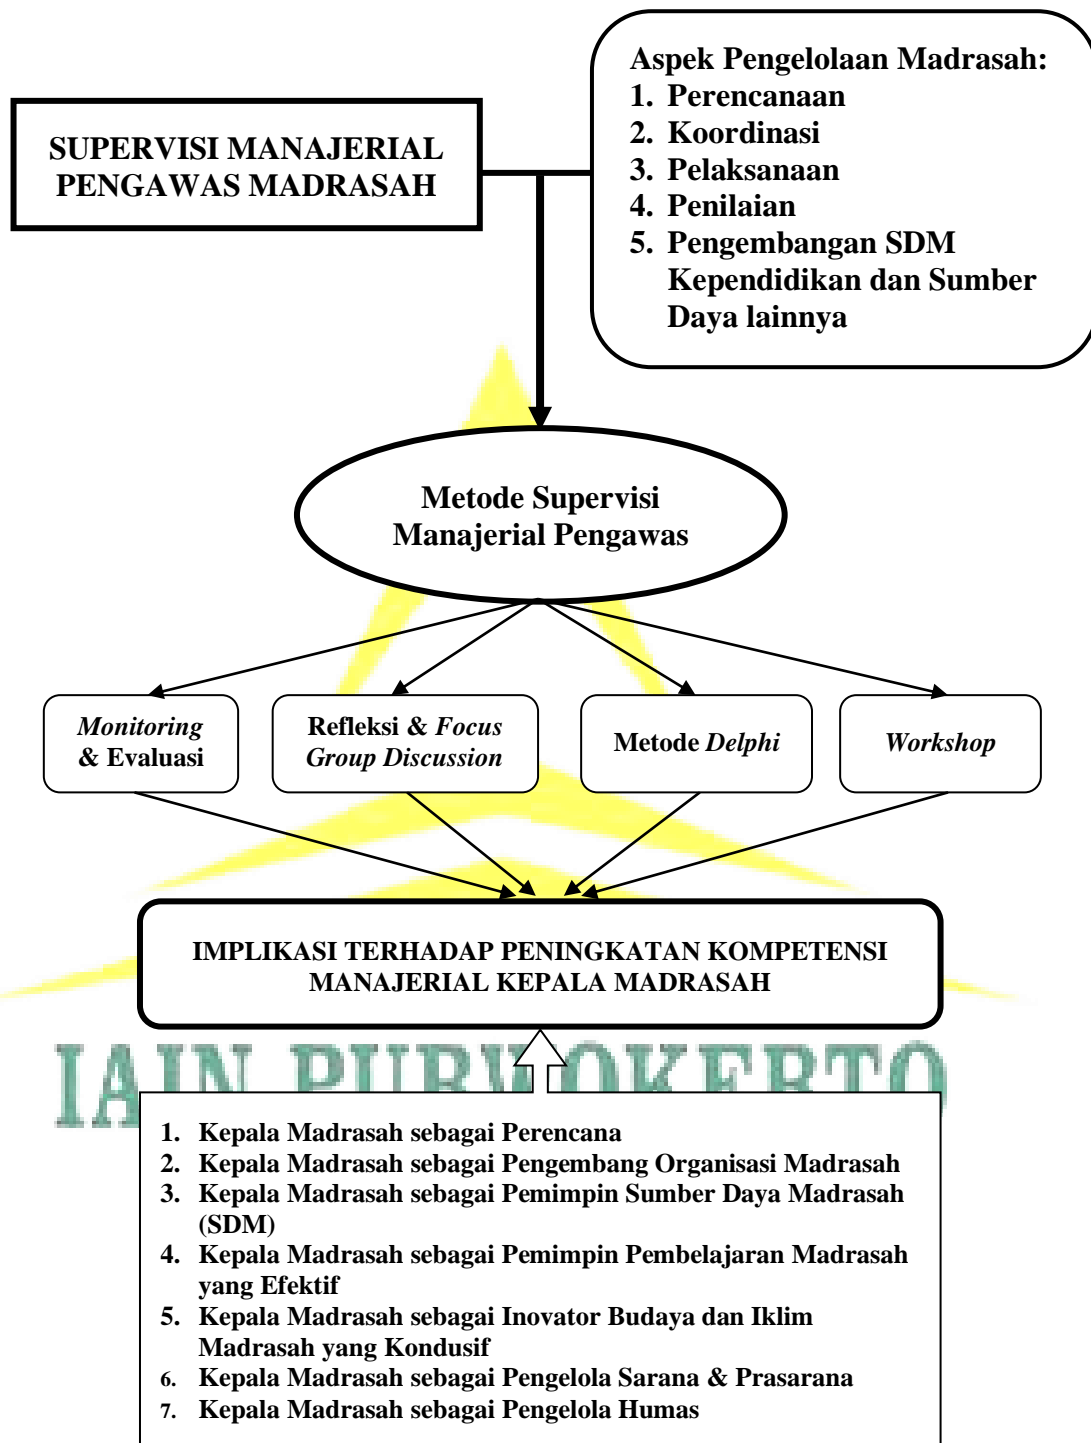 SUPERVISI MANAJERIAL
PENGAWAS MADRASAH
Aspek Pengelolaan Madrasah:
1. Perencanaan
2. Koordinasi
3. Pelaksanaan
4. Penilaian
5. Pengembangan SDM
Kependidikan dan Sumber
Daya lainnya
Metode Supervisi
Manajerial Pengawas
Monitoring
& Evaluasi
Refleksi & Focus
Group Discussion
Metode Delphi
Workshop
IMPLIKASI TERHADAP PENINGKATAN KOMPETENSI
MANAJERIAL KEPALA MADRASAH
IAIN PURWOKERTO
1. Kepala Madrasah sebagai Perencana
2. Kepala Madrasah sebagai Pengembang Organisasi Madrasah
3. Kepala Madrasah sebagai Pemimpin Sumber Daya Madrasah
(SDM)
4. Kepala Madrasah sebagai Pemimpin Pembelajaran Madrasah
yang Efektif
5. Kepala Madrasah sebagai Inovator Budaya dan Iklim
Madrasah yang Kondusif
6. Kepala Madrasah sebagai Pengelola Sarana & Prasarana
7. Kepala Madrasah sebagai Pengelola Humas